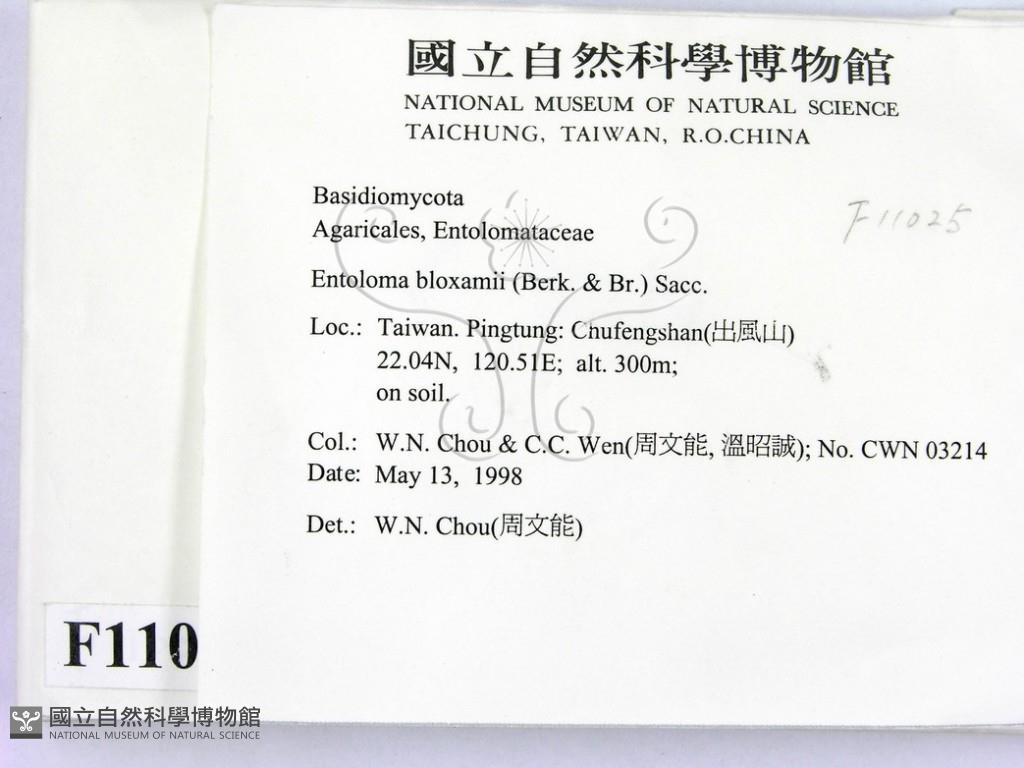 國立自然科學博物館
NATIONAL MUSEUM OF NATURAL SCIENCE
TAICHUNG, TAIWAN, R.O.CHINA
Basidiomycota
F11025
Agaricales, Entolomataceae
Entoloma bloxamii (Berk. & Br.) Sacc.
Loc.: Taiwan. Pingtung: Chufengshan(出風山)
22.04N, 120.51E; alt. 300m;
on soil.
Col.: W.N. Chou & C.C. Wen(周文能, 溫昭誠); No. CWN 03214
Date: May 13, 1998
Det.: W.N. Chou(周文能)
F110
國立自然科學博物館
NATIONAL MUSEUM OF NATURAL SCIENCE